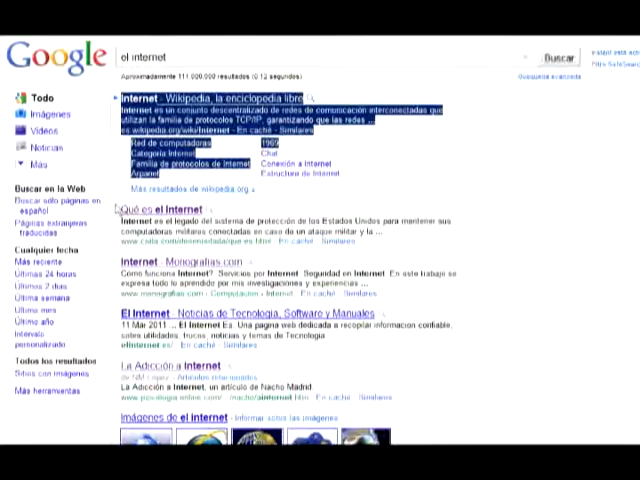 Google
el internet
Buscar
Aproximadamente 111.000.000 resultados (0,12 segundos)
Búsqueda avanzada
Todo
Imágenes
Videos
Noticias
Más
Buscar en la Web
Buscar sólo páginas en
español
Páginas extranjeras
traducidas
Cualquier fecha
Más reciente
Últimas 24 horas
Últimos 2 días
Última semana
Último mes
Último año
Intervalo
personalizado
Todos los resultados
Sitios con imágenes
Más herramientas
Internet - Wikipedia, la enciclopedia libre
Internet es un conjunto descentralizado de redes de comunicación interconectadas que
utilizan la familia de protocolos TCP/IP, garantizando que las redes ...
es.wikipedia.org/wiki/Internet - En caché - Similares
Red de computadoras 1969
Categoría Internet Chat
Familia de protocolos de Internet Conexión a Internet
Arpanet Estructura de Internet
Más resultados de wikipedia.org »
Qué es el Internet
Internet es el legado del sistema de protección de los Estados Unidos para mantener sus
computadoras militares conectadas en caso de un ataque militar y la ...
En caché - Similares
Internet - Monografias.com
Cómo funciona Internet? Servicios por Internet. Seguridad en Internet. En este trabajo se
expresa todo lo aprendido por mis investigaciones y experiencias ...
www.monografias.com › Computacion › Internet - En caché - Similares
El Internet - Noticias de Tecnologia, Software y Manuales
11 Mar 2011 ... El Internet Es. Una pagina web dedicada a recopilar informacion confiable,
sobre utilidades, trucos, noticias y temas de Tecnologia
elinternet.es/ - En caché - Similares
La Adicción a Internet
Artículos relacionados
La Adicción a Internet, un artículo de Nacho Madrid.
En caché - Similares
Imágenes de el internet - Informar sobre las imágenes